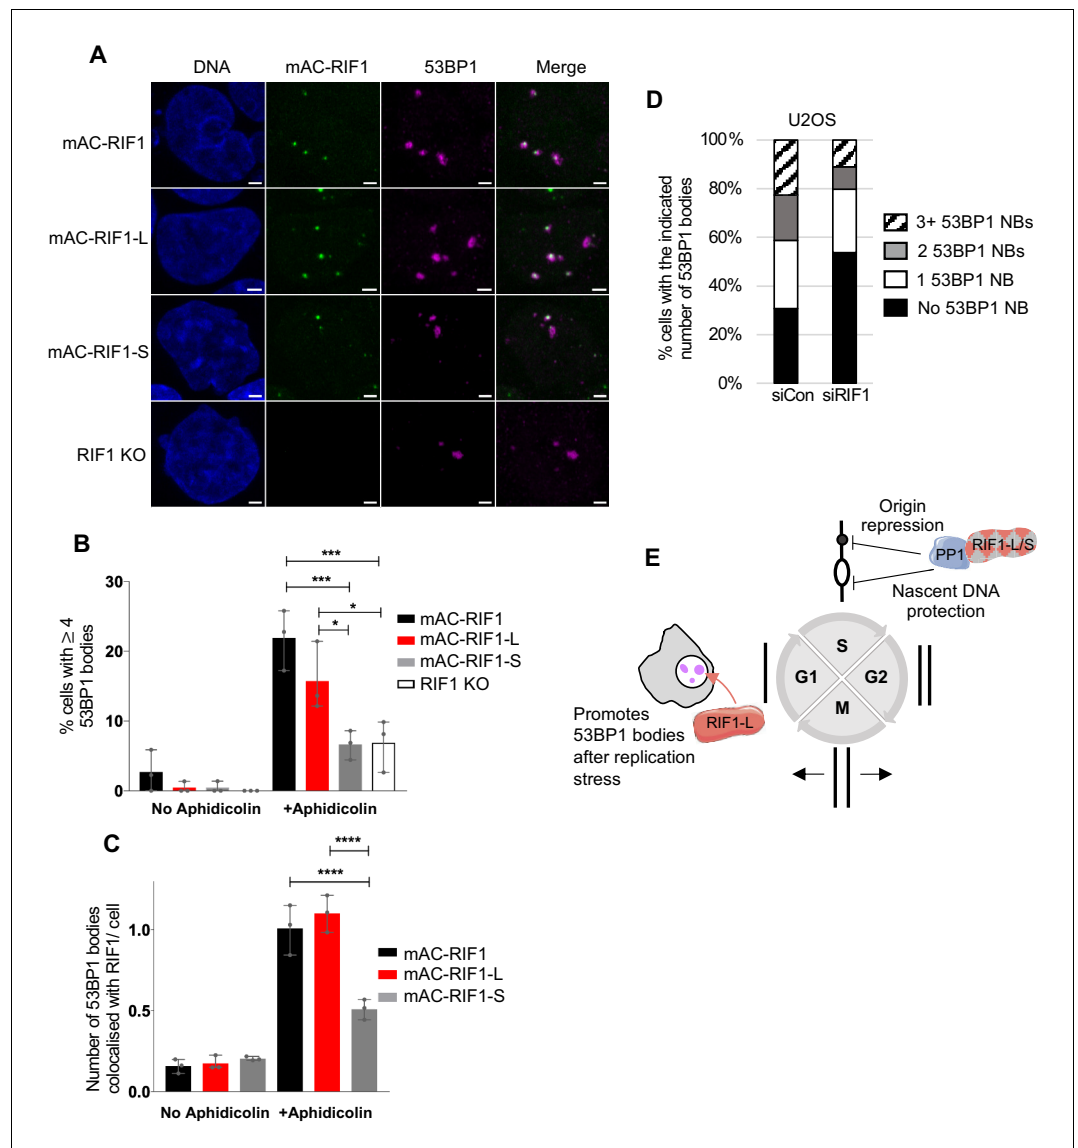 A
DNA mAC-RIF1 53BP1 Merge
mAC-RIF1
mAC-RIF1-L
mAC-RIF1-S
RIF1 KO
B
% cells with ≥ 4
53BP1 bodies
30
20
10
0
***
***
*
*
mAC-RIF1
mAC-RIF1-L
mAC-RIF1-S
RIF1 KO
No Aphidicolin +Aphidicolin
C
Number of 53BP1 bodies
colocalised with RIF1/ cell
1.0
0.5
0.0
****
****
mAC-RIF1
mAC-RIF1-L
mAC-RIF1-S
No Aphidicolin +Aphidicolin
D
U2OS
% cells with the indicated
number of 53BP1 bodies
100%
80%
60%
40%
20%
0%
siCon siRIF1
3+ 53BP1 NBs
2 53BP1 NBs
1 53BP1 NB
No 53BP1 NB
E
Origin
repression
PP1 RIF1-L/S
Nascent DNA
protection
S
G1 G2
M
RIF1-L
Promotes
53BP1 bodies
after replication
stress